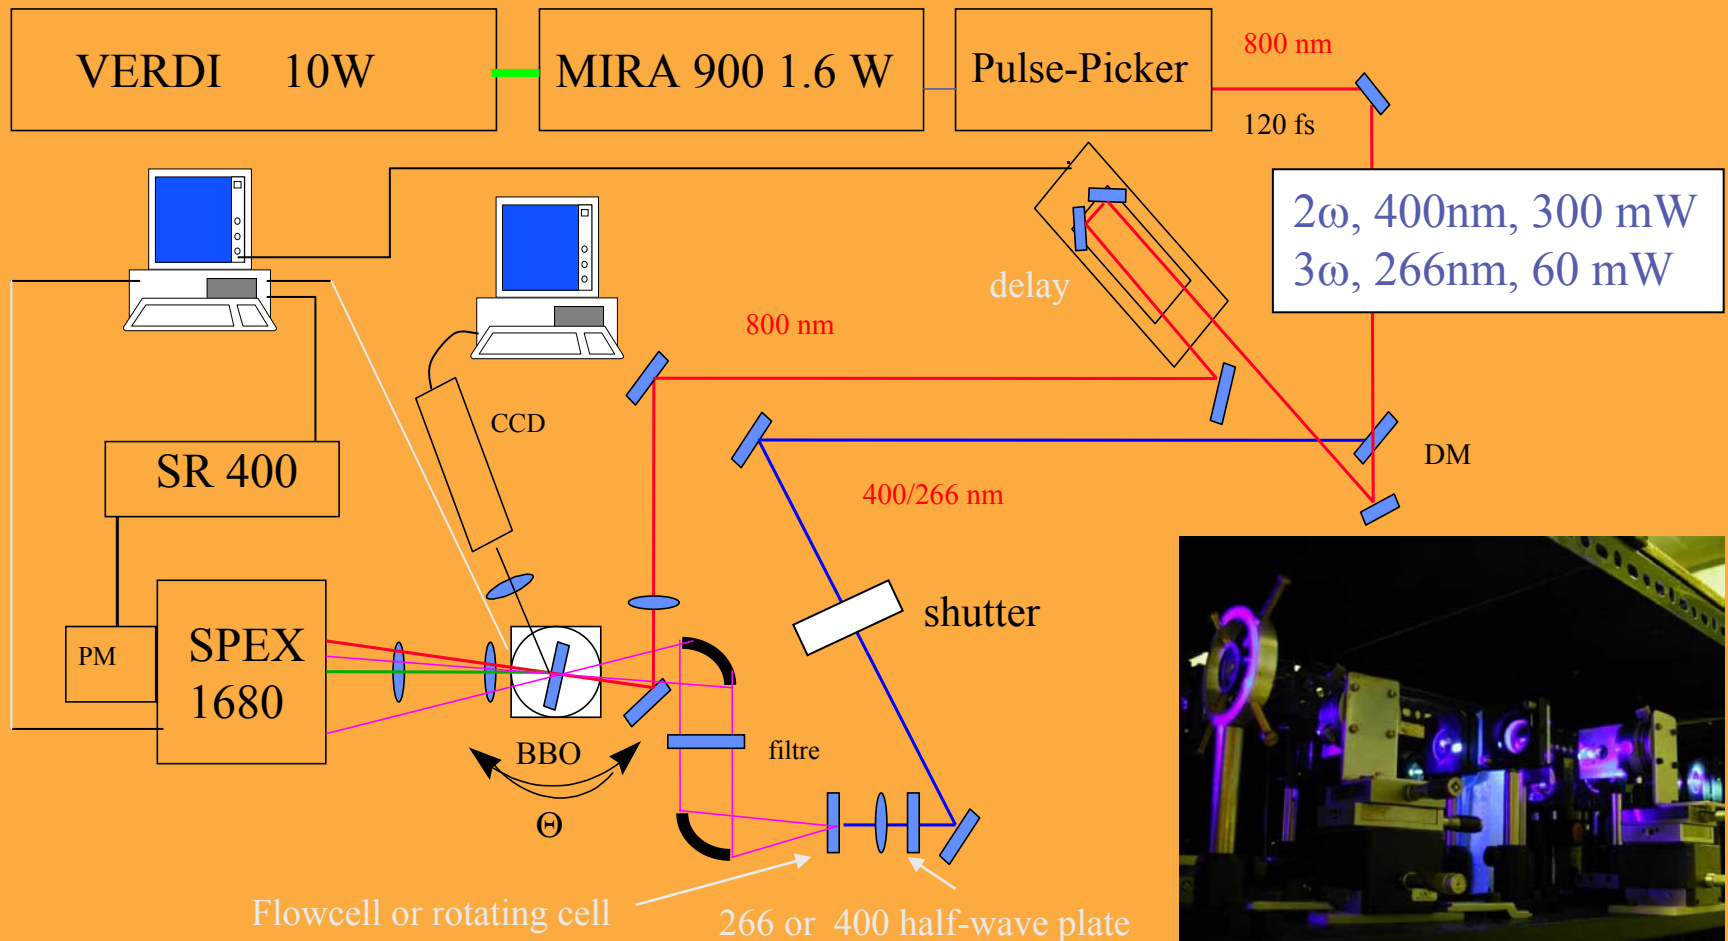 VERDI 10W
MIRA 900 1.6 W
Pulse-Picker
800 nm
120 fs
2ω, 400nm, 300 mW
3ω, 266nm, 60 mW
delay
800 nm
CCD
DM
SR 400
400/266 nm
shutter
PM
SPEX
1680
BBO
filtre
Θ
Flowcell or rotating cell
266 or 400 half-wave plate